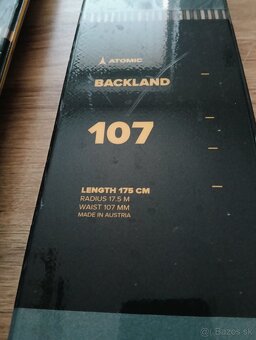 ATOMIC
BACKLAND
107
LENGTH 175 CM
RADIUS 17.5 M
WAIST 107 MM
MADE IN AUSTRIA
Bazos.sk